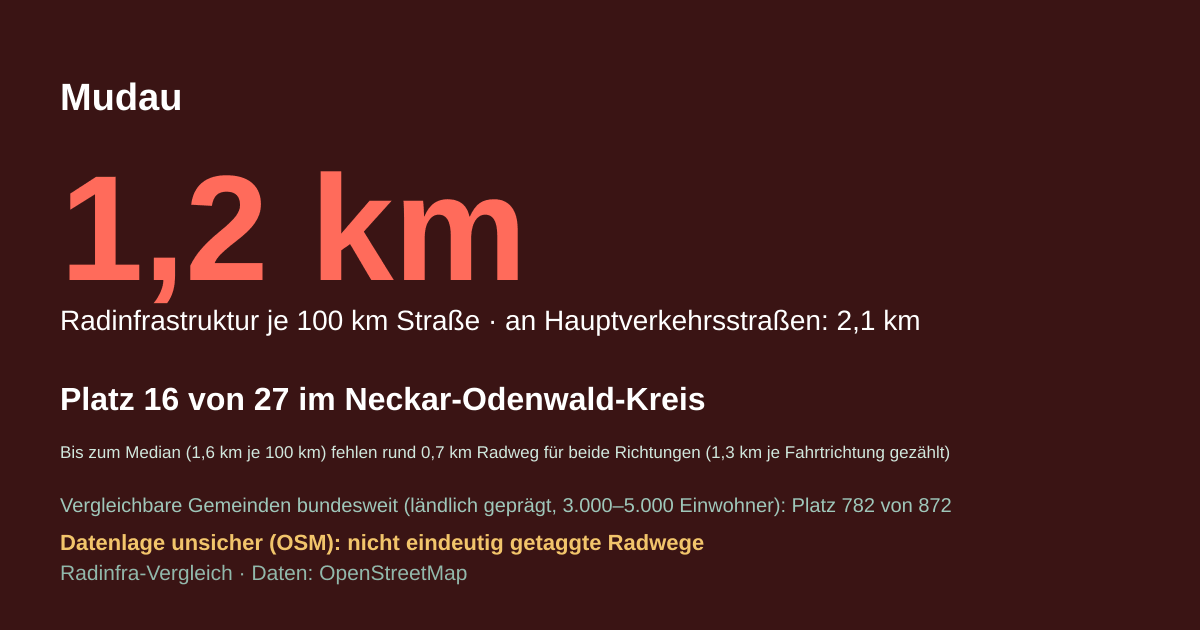 Mudau
1,2 km
Radinfrastruktur je 100 km Straße · an Hauptverkehrsstraßen: 2,1 km
Platz 16 von 27 im Neckar-Odenwald-Kreis
Bis zum Median (1,6 km je 100 km) fehlen rund 0,7 km Radweg für beide Richtungen (1,3 km je Fahrtrichtung gezählt)
Vergleichbare Gemeinden bundesweit (ländlich geprägt, 3.000–5.000 Einwohner): Platz 782 von 872
Datenlage unsicher (OSM): nicht eindeutig getaggte Radwege
Radinfra-Vergleich · Daten: OpenStreetMap